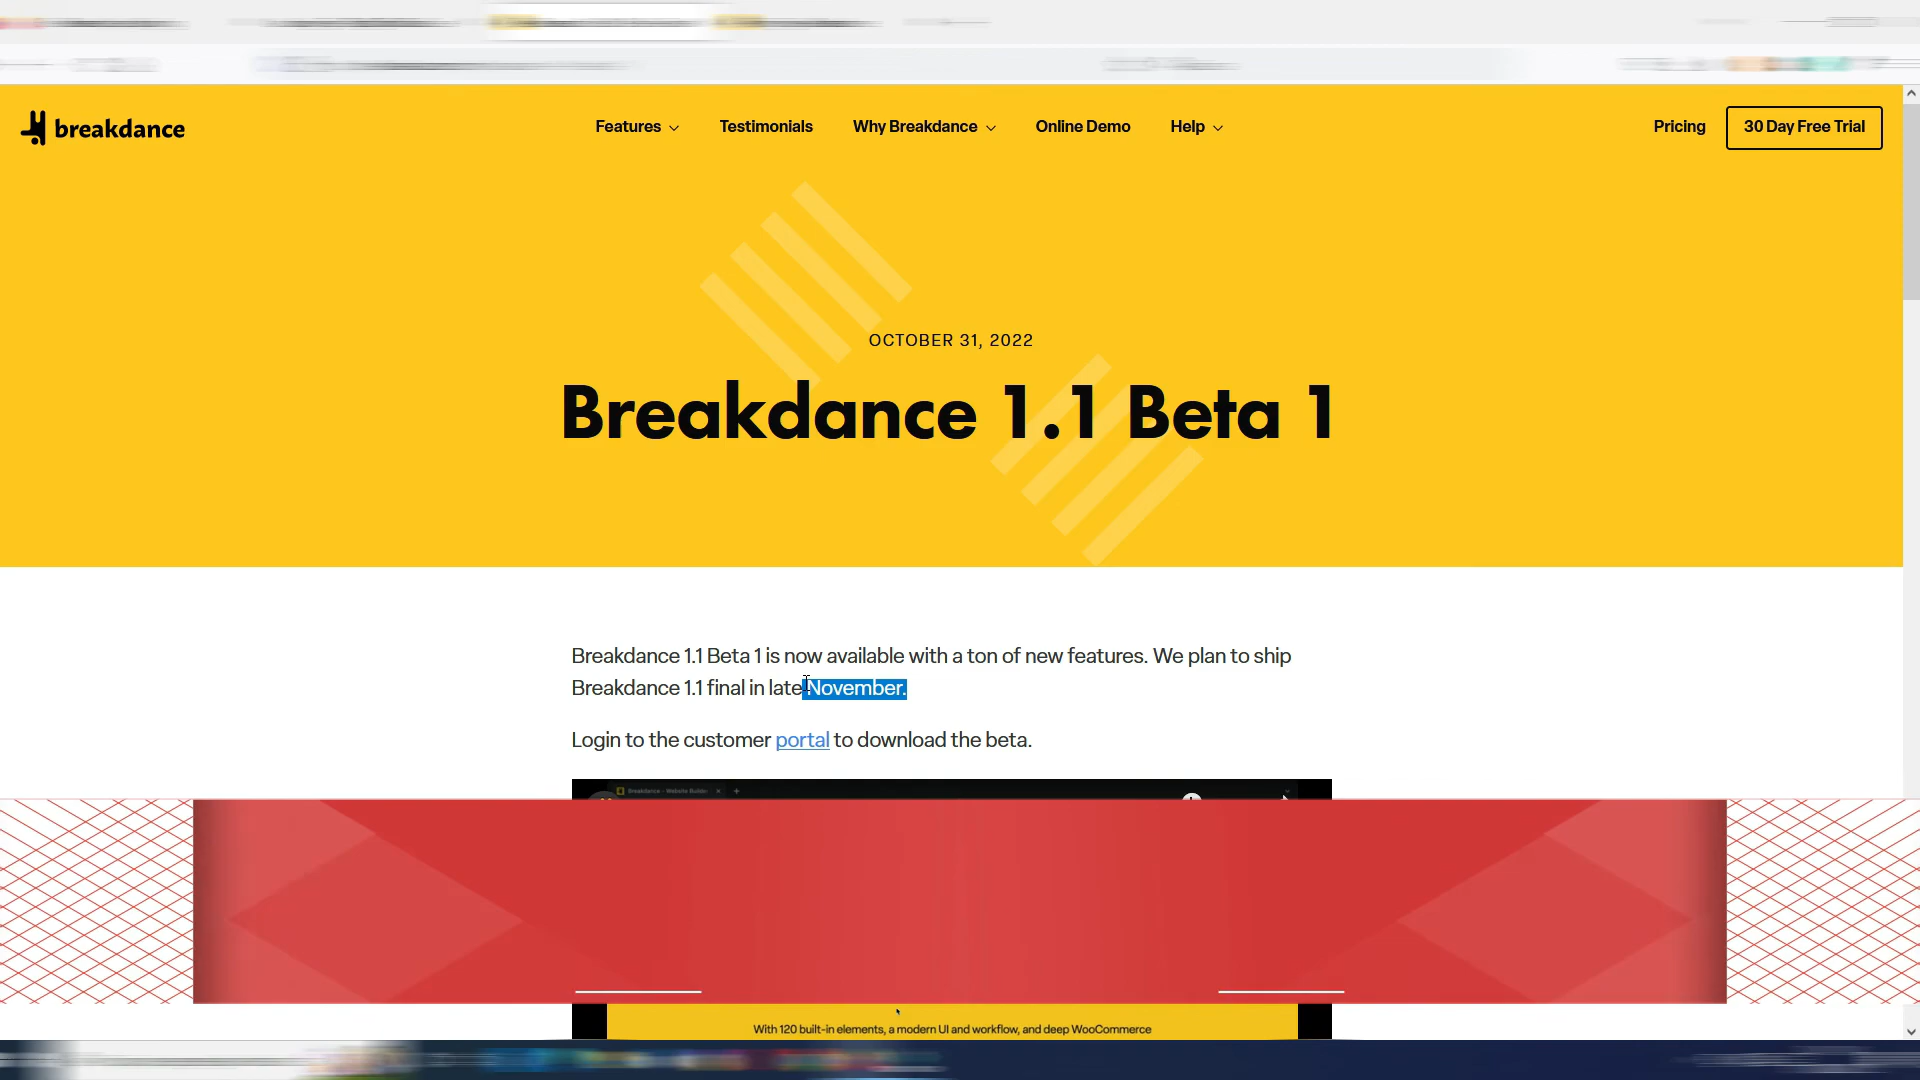 breakdance
Features
Testimonials
Why Breakdance
Online Demo
Help
Pricing
30 Day Free Trial
OCTOBER 31, 2022
Breakdance 1.1 Beta 1
Breakdance 1.1 Beta 1 is now available with a ton of new features. We plan to ship
Breakdance 1.1 final in late November.
Login to the customer portal to download the beta.
Breakdance - Website Builder
With 120 built-in elements, a modern UI and workflow, and deep WooCommerce